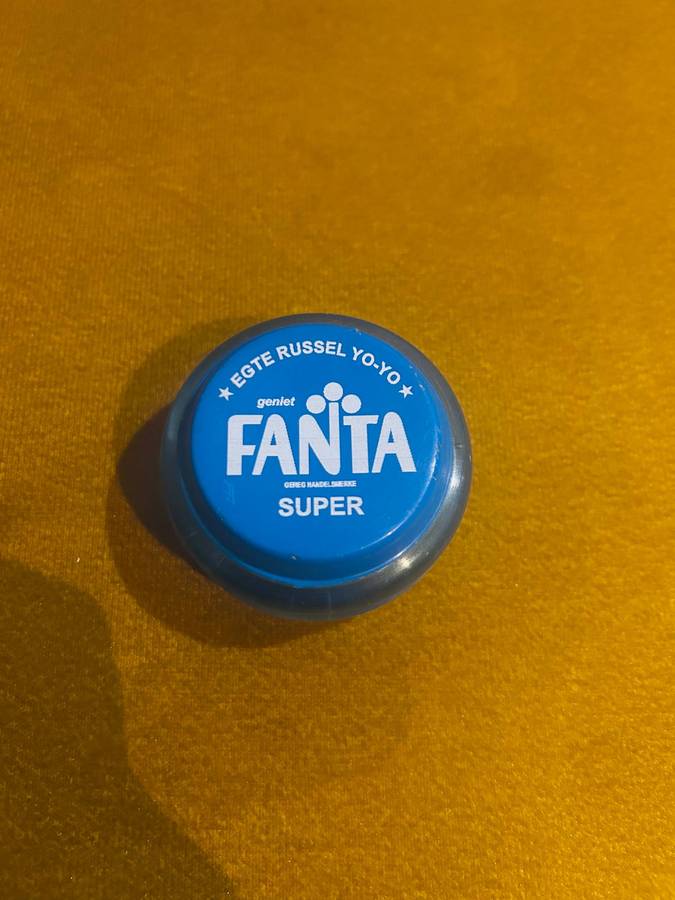 ★ EGTE RUSSEL YO-YO ★
geniet
FANTA
GEREG HANDELSMERKE
SUPER